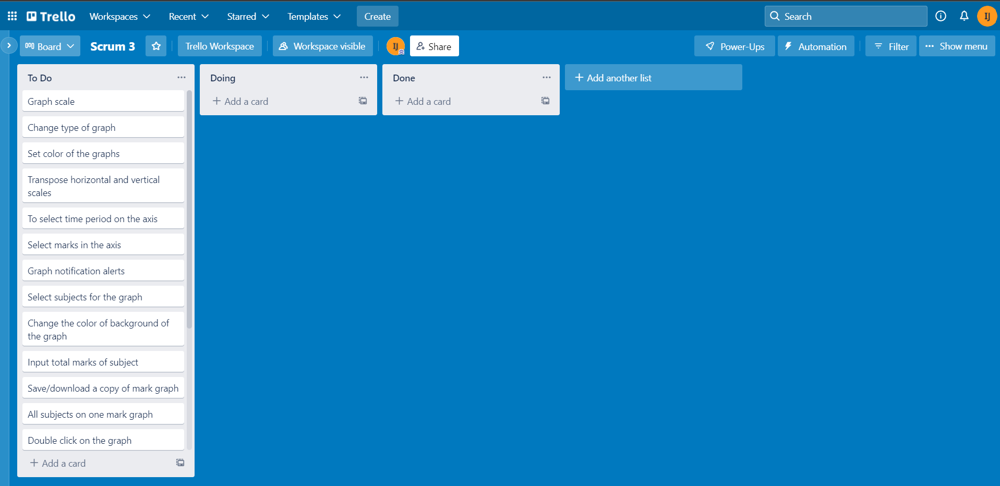 Trello
Workspaces
Recent
Starred
Templates
Create
Search
IJ
Board
Scrum 3
Trello Workspace
Workspace visible
IJ
Share
Power-Ups
Automation
Filter
Show menu
To Do
Graph scale
Change type of graph
Set color of the graphs
Transpose horizontal and vertical
scales
To select time period on the axis
Select marks in the axis
Graph notification alerts
Select subjects for the graph
Change the color of background of
the graph
Input total marks of subject
Save/download a copy of mark graph
All subjects on one mark graph
Double click on the graph
+ Add a card
Doing
+ Add a card
Done
+ Add a card
+ Add another list